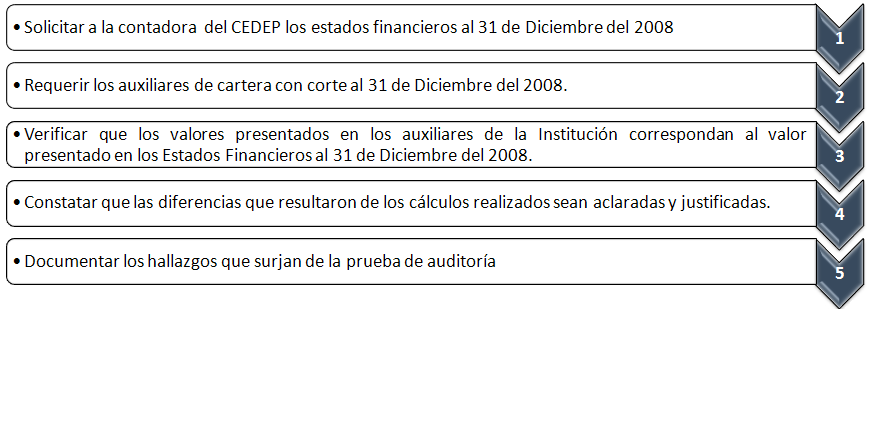 • Solicitar a la contadora del CEDEP los estados financieros al 31 de Diciembre del 2008
1
• Requerir los auxiliares de cartera con corte al 31 de Diciembre del 2008.
2
• Verificar que los valores presentados en los auxiliares de la Institución correspondan al valor
presentado en los Estados Financieros al 31 de Diciembre del 2008.
3
• Constatar que las diferencias que resultaron de los cálculos realizados sean aclaradas y justificadas.
4
• Documentar los hallazgos que surjan de la prueba de auditoría
5